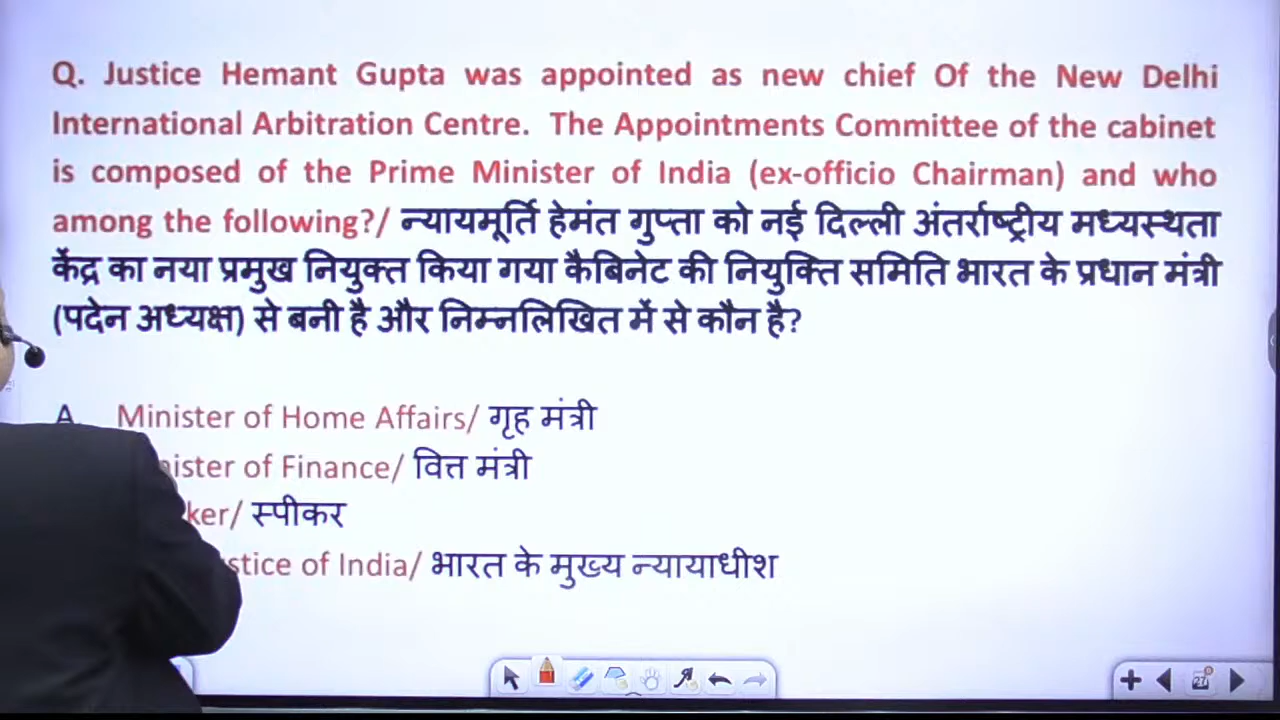 Q. Justice Hemant Gupta was appointed as new chief Of the New Delhi
International Arbitration Centre. The Appointments Committee of the cabinet
is composed of the Prime Minister of India (ex-officio Chairman) and who
among the following?/ न्यायमूर्ति हेमंत गुप्ता को नई दिल्ली अंतर्राष्ट्रीय मध्यस्थता
केंद्र का नया प्रमुख नियुक्त किया गया कैबिनेट की नियुक्ति समिति भारत के प्रधान मंत्री
(पदेन अध्यक्ष) से बनी है और निम्नलिखित में से कौन है?
A. Minister of Home Affairs/ गृह मंत्री
of Finance/ वित्त मंत्री
स्पीकर
of India/ भारत के मुख्य न्यायाधीश
27